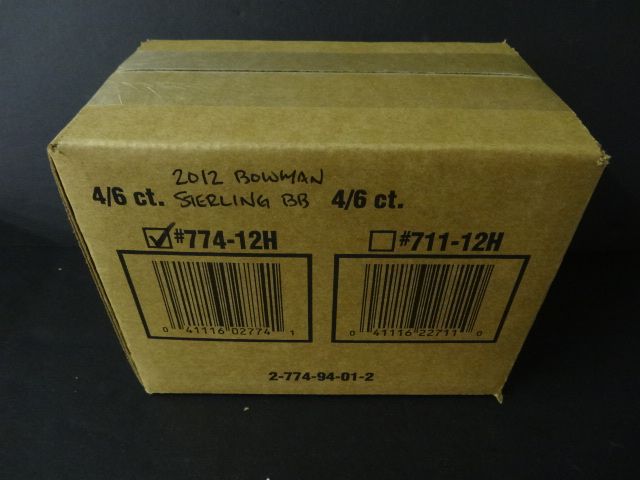 2012 BOWMAN
4/6 ct. STERLING BB 4/6 ct.
#774-12H #711-12H
0 41116 02774 1 0 41116 22711 0
2-774-94-01-2